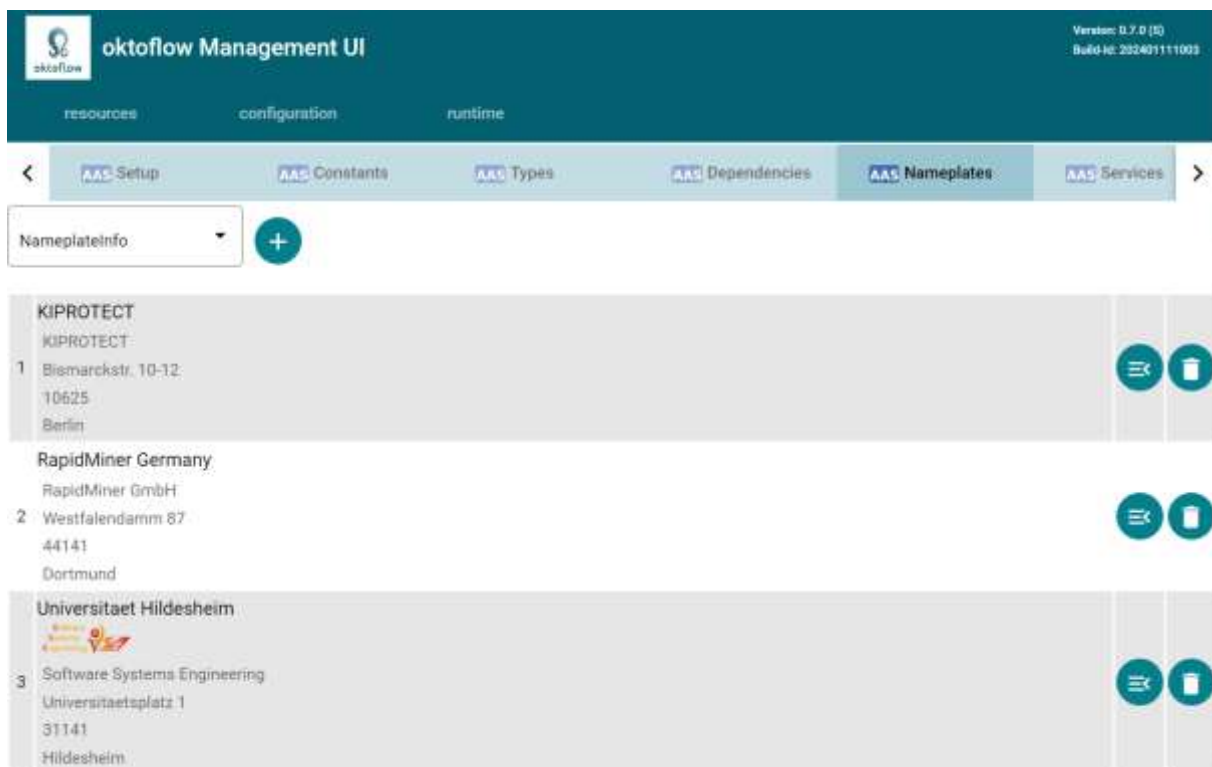 oktoflow
oktoflow Management UI
Version: 0.7.0 (S)
Build-Id: 202401111003
resources configuration runtime
AAS Setup AAS Constants AAS Types AAS Dependencies AAS Nameplates AAS Services
NameplateInfo
KIPROTECT
KIPROTECT
1 Bismarckstr. 10-12
10625
Berlin
RapidMiner Germany
RapidMiner GmbH
2 Westfalendamm 87
44141
Dortmund
Universitaet Hildesheim
Software Systems Engineering
3
Universitaetsplatz 1
31141
Hildesheim